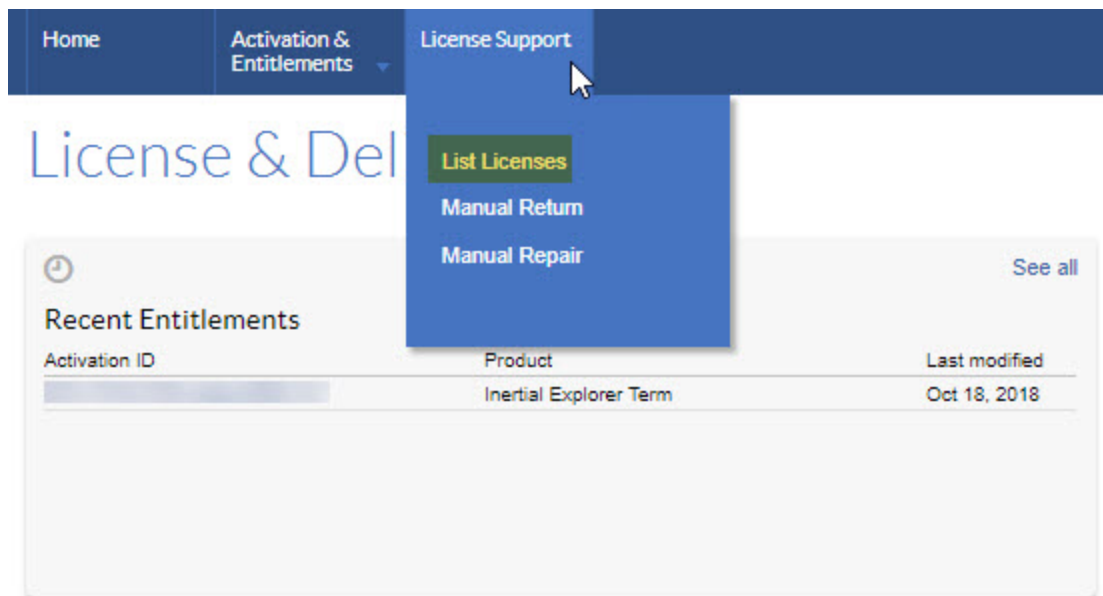 Home
Activation &
Entitlements
License Support
License & Del
List Licenses
Manual Return
Manual Repair
See all
Recent Entitlements
Activation ID Product Last modified
Inertial Explorer Term Oct 18, 2018